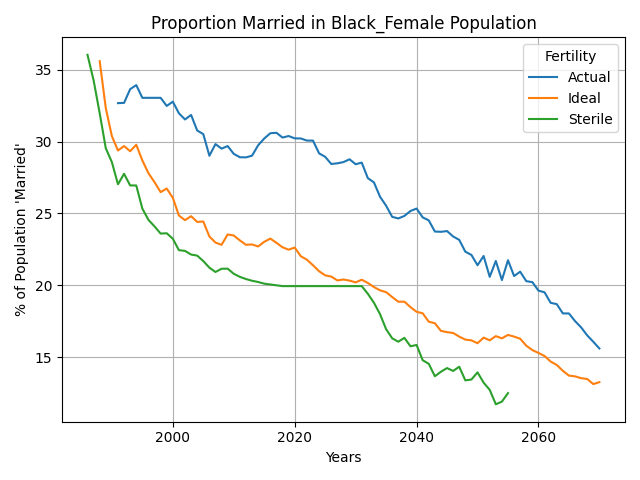 Proportion Married in Black_Female Population
% of Population 'Married'
35
30
25
20
15
Fertility
Actual
Ideal
Sterile
2000 2020 2040 2060
Years